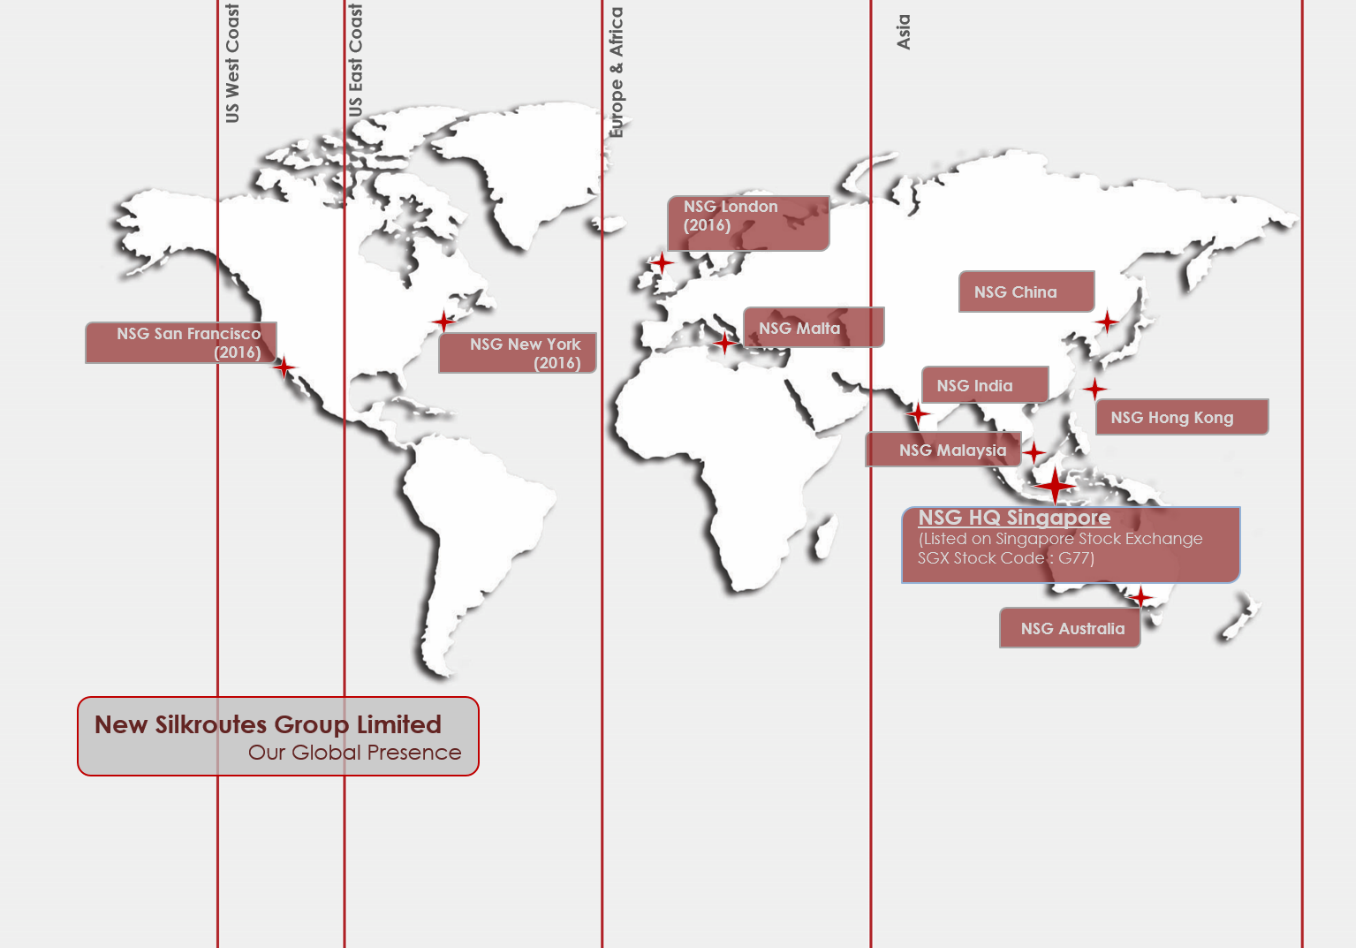 US West Coast
US East Coast
Europe & Africa
Asia
NSG London
(2016)
NSG China
NSG San Francisco
(2016)
NSG New York
(2016)
NSG Malta
NSG India
NSG Hong Kong
NSG Malaysia
NSG HQ Singapore
(Listed on Singapore Stock Exchange
SGX Stock Code : G77)
NSG Australia
New Silkroutes Group Limited
Our Global Presence